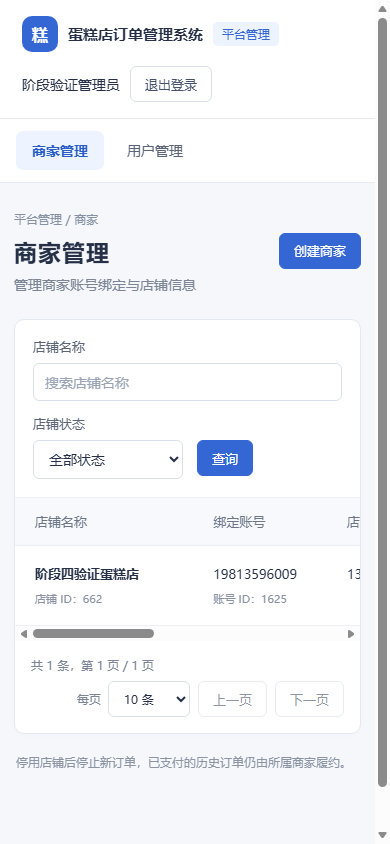 糕 蛋糕店订单管理系统 平台管理
阶段验证管理员 退出登录
商家管理 用户管理
平台管理 / 商家
商家管理 创建商家
管理商家账号绑定与店铺信息
店铺名称
搜索店铺名称
店铺状态
全部状态 查询
店铺名称 绑定账号 店
阶段四验证蛋糕店 19813596009 13
店铺 ID：662 账号 ID：1625
共 1 条，第 1 页 / 1 页
每页 10 条 上一页 下一页
停用店铺后停止新订单，已支付的历史订单仍由所属商家履约。